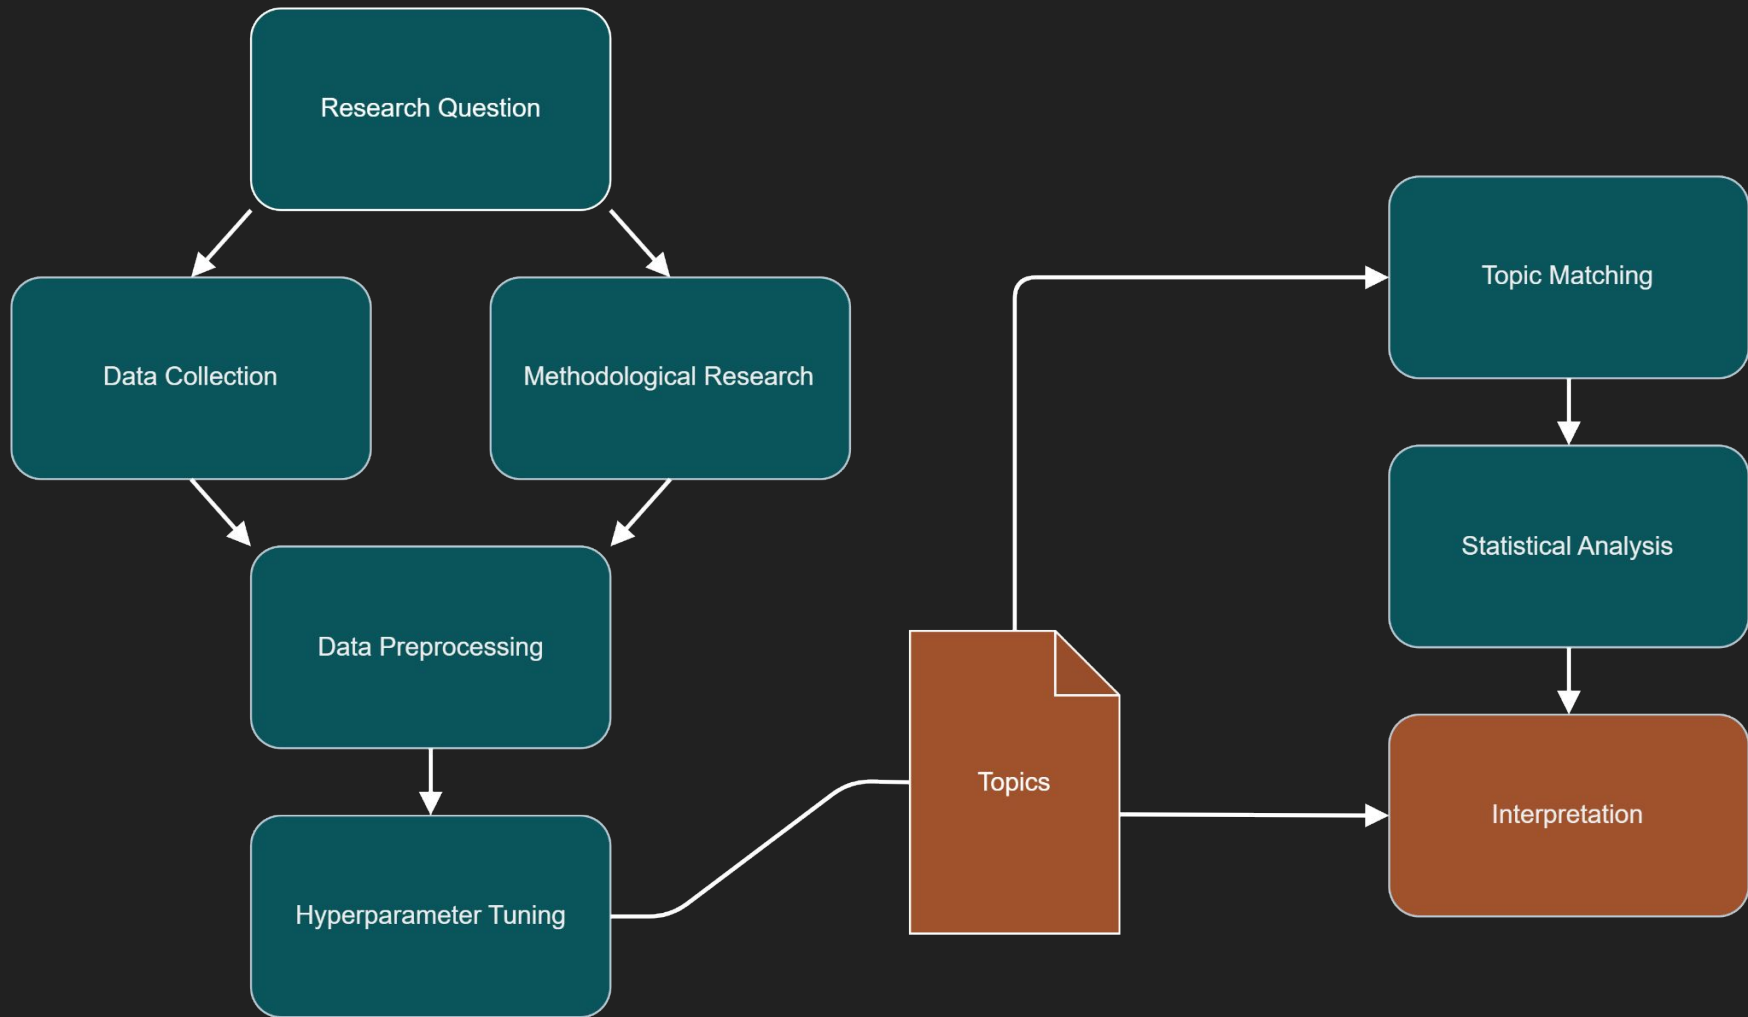 Research Question
Data Collection
Methodological Research
Data Preprocessing
Hyperparameter Tuning
Topics
Topic Matching
Statistical Analysis
Interpretation